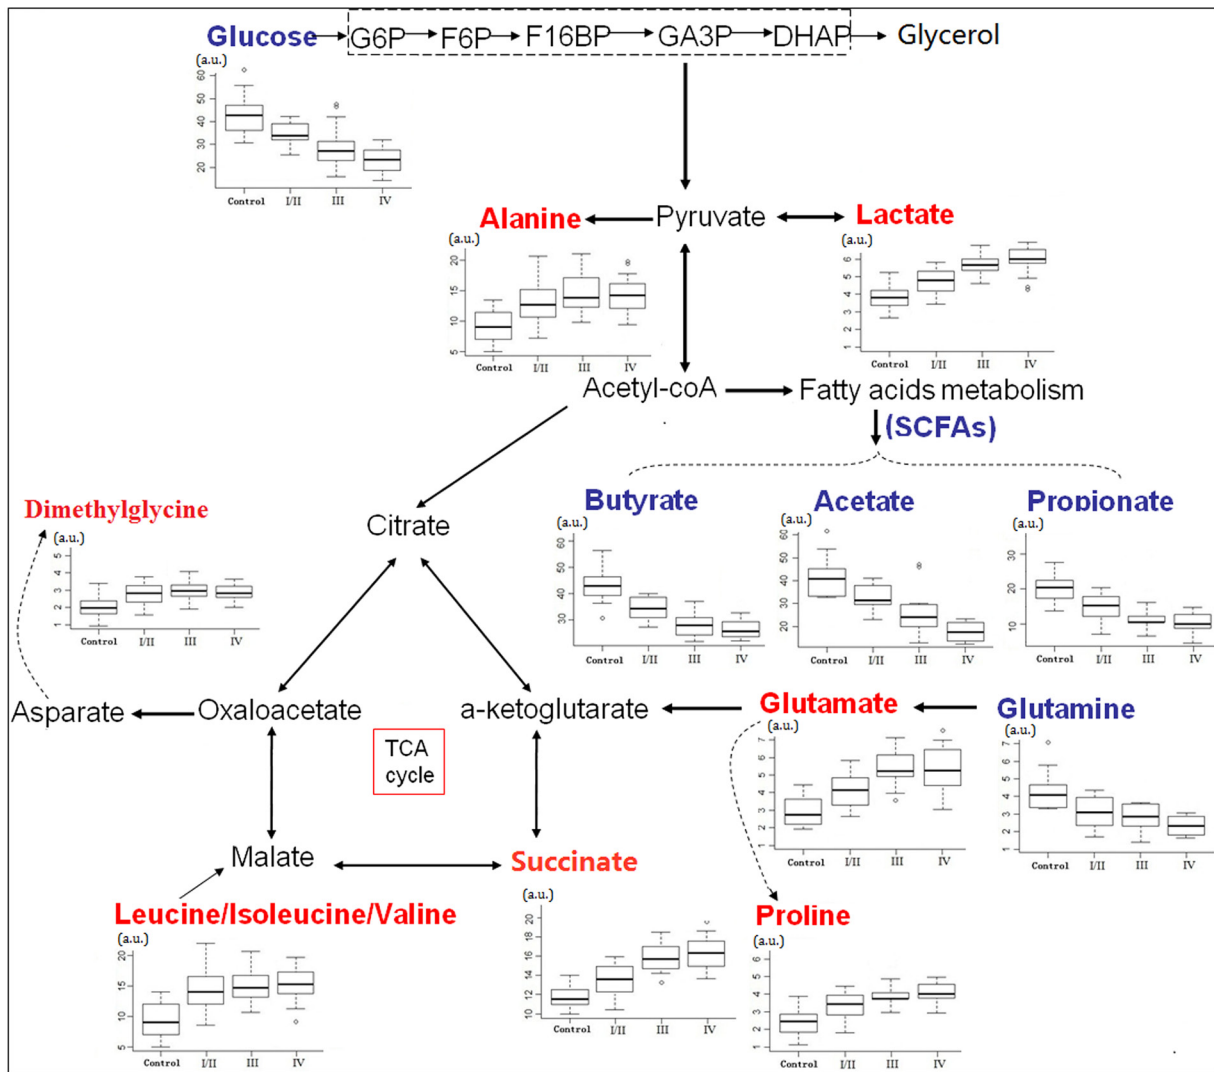 Glucose G6P F6P F16BP GA3P DHAP Glycerol
(a.u.)
60
50
40
30
20
Control I/II III IV
Alanine Pyruvate Lactate
(a.u.)
20
15
10
5
Control I/II III IV
(a.u.)
6
5
4
3
2
1
Control I/II III IV
Acetyl-coA Fatty acids metabolism
(SCFAs)
Butyrate Acetate Propionate
(a.u.)
60
50
40
30
Control I/II III IV
(a.u.)
60
50
40
30
20
Control I/II III IV
(a.u.)
30
20
10
Control I/II III IV
Dimethylglycine
(a.u.)
5
4
3
2
1
Control I/II III IV
Citrate
Asparate Oxaloacetate a-ketoglutarate Glutamate Glutamine
TCA
cycle
(a.u.)
7
6
5
4
3
2
1
Control I/II III IV
(a.u.)
7
6
5
4
3
2
1
Control I/II III IV
Malate Succinate
Leucine/Isoleucine/Valine
(a.u.)
20
15
10
5
Control I/II III IV
(a.u.)
20
18
16
14
12
10
Control I/II III IV
Proline
(a.u.)
6
5
4
3
2
1
Control I/II III IV